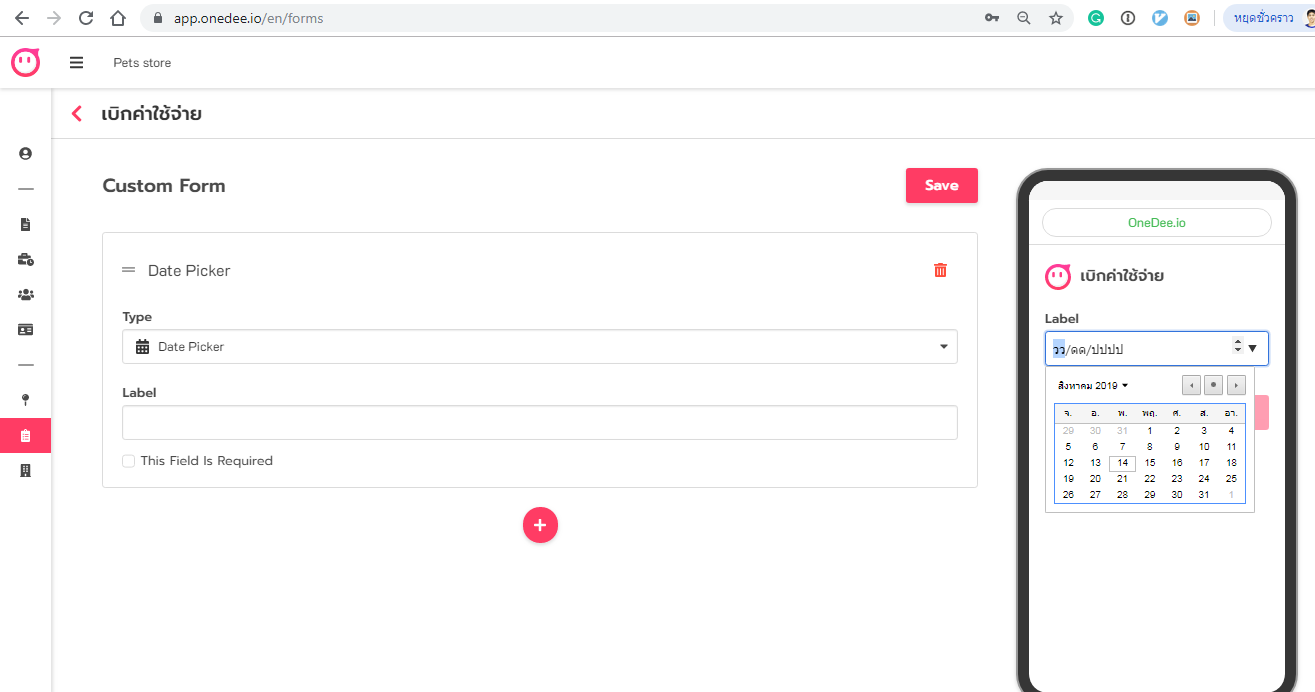 app.onedee.io/en/forms
หยุดชั่วคราว
Pets store
เบิกค่าใช้จ่าย
Custom Form
Save
Date Picker
Type
Date Picker
Label
This Field Is Required
OneDee.io
เบิกค่าใช้จ่าย
Label
วว/ดด/ปปปป
สิงหาคม 2019
จ. อ. พ. พฤ. ศ. ส. อา.
29 30 31 1 2 3 4
5 6 7 8 9 10 11
12 13 14 15 16 17 18
19 20 21 22 23 24 25
26 27 28 29 30 31 1